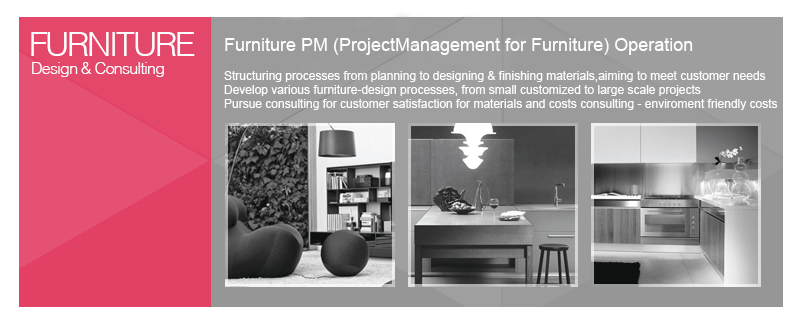 FURNITURE
Design & Consulting
Furniture PM (ProjectManagement for Furniture) Operation
Structuring processes from planning to designing & finishing materials,aiming to meet customer needs
Develop various furniture-design processes, from small customized to large scale projects
Pursue consulting for customer satisfaction for materials and costs consulting - enviroment friendly costs